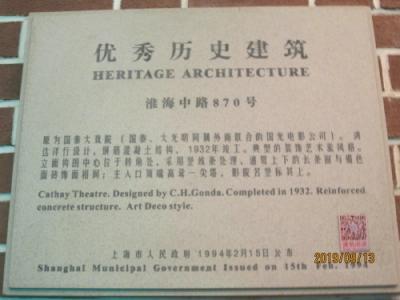 优秀历史建筑
HERITAGE ARCHITECTURE
淮海中路870号
原为国泰大戏院（国泰、大光明同属外商联合的国光电影公司）。鸿
达洋行设计，钢筋混凝土结构，1932年竣工。典型的装饰艺术派风格。
立面构图中心位于转角处，采用竖线条处理，通贯上下的长条窗与褐色
面砖饰面相间；主入口顶端高耸一尖塔，影院名竖标其上。
Cathay Theatre. Designed by C.H.Gonda. Completed in 1932. Reinforced
concrete structure. Art Deco style.
上海市人民政府 1994年2月15日公布
Shanghai Municipal Government Issued on 15th Feb. 1994
2019/09/13